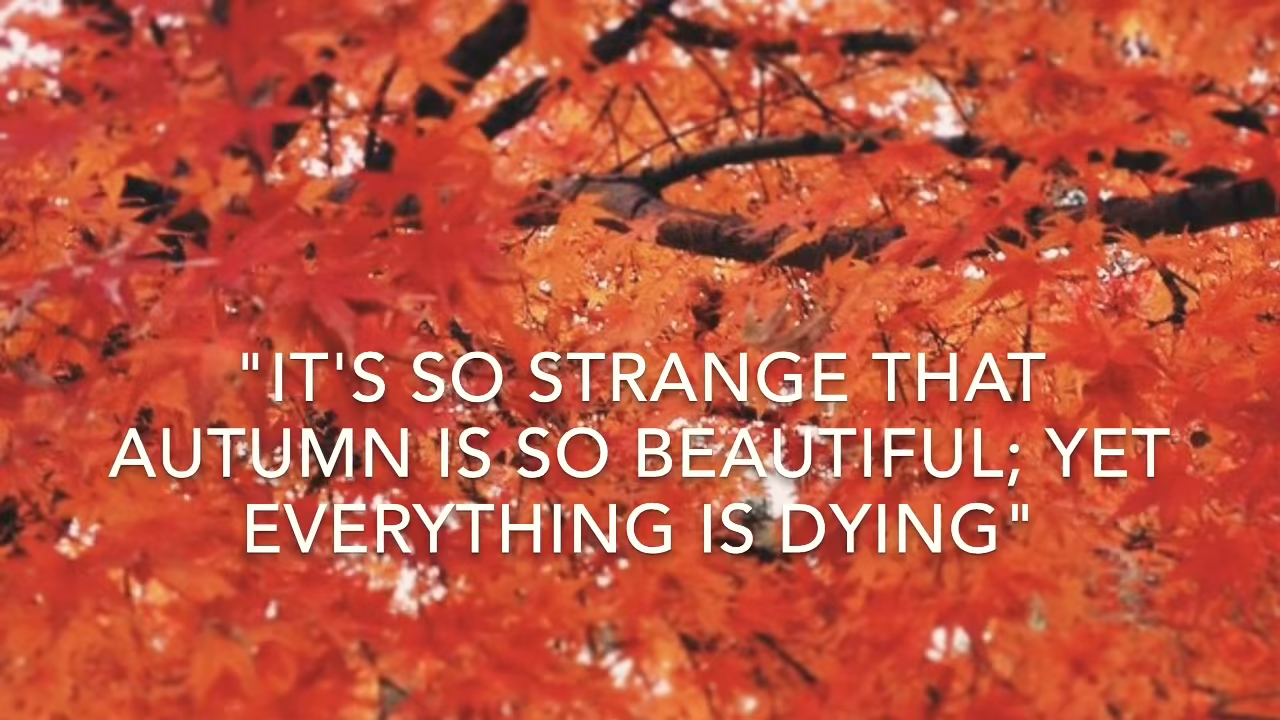 "IT'S SO STRANGE THAT
AUTUMN IS SO BEAUTIFUL; YET
EVERYTHING IS DYING"